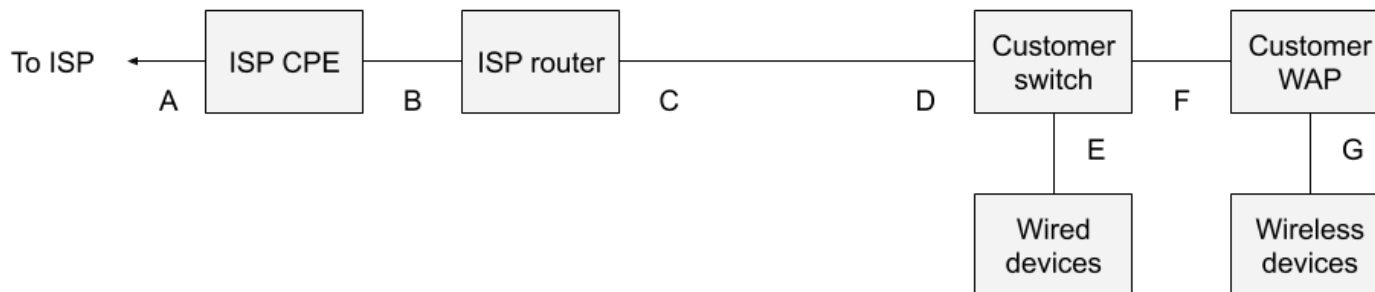 To ISP
ISP CPE
ISP router
Customer
switch
Customer
WAP
A
B
C
D
F
E
G
Wired
devices
Wireless
devices